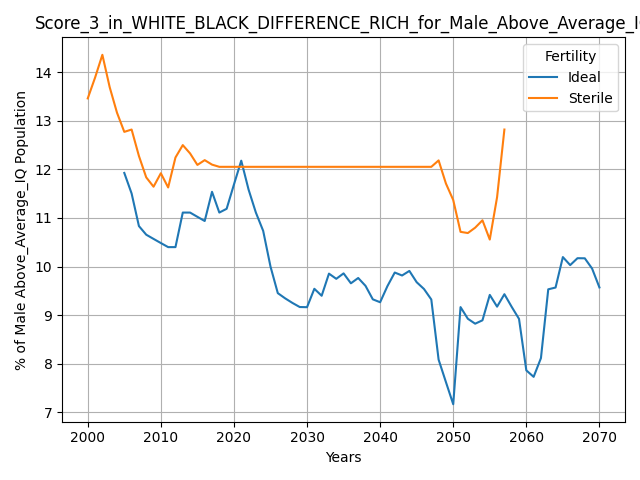 Score_3_in_WHITE_BLACK_DIFFERENCE_RICH_for_Male_Above_Average_I
Fertility
Ideal
Sterile
% of Male Above_Average_IQ Population
14
13
12
11
10
9
8
7
2000 2010 2020 2030 2040 2050 2060 2070
Years